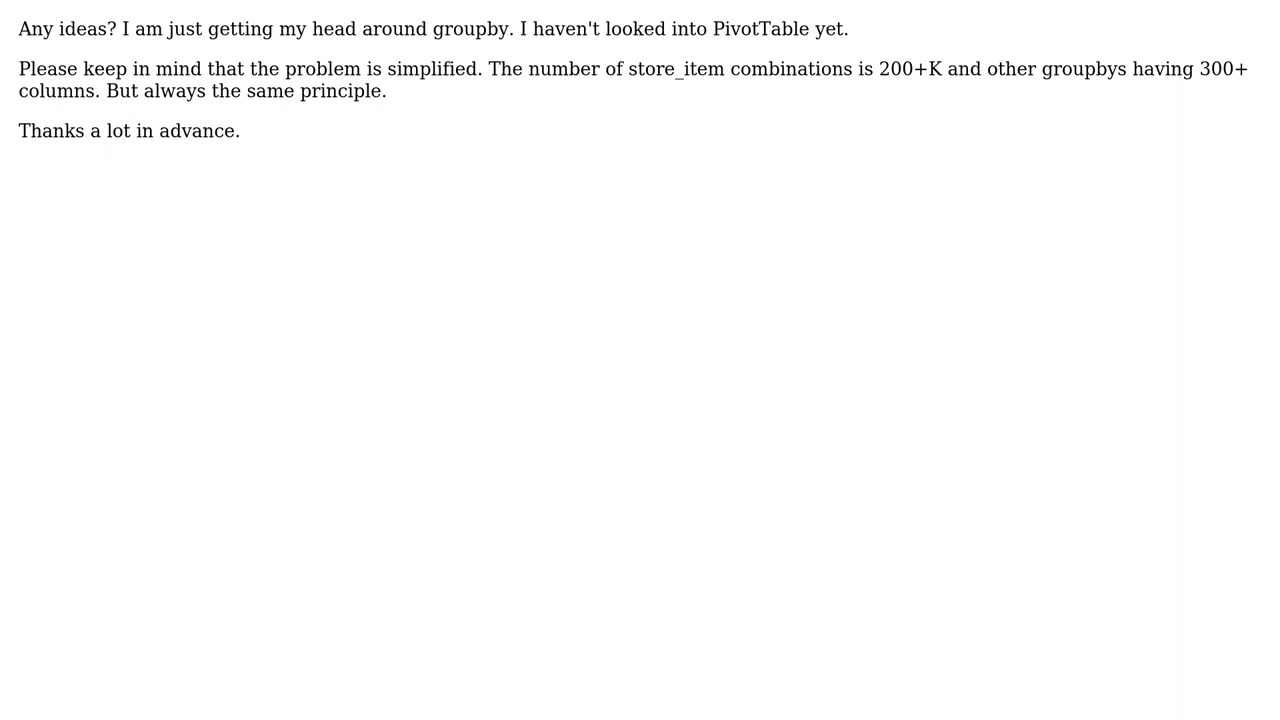 Any ideas? I am just getting my head around groupby. I haven't looked into PivotTable yet.
Please keep in mind that the problem is simplified. The number of store_item combinations is 200+K and other groupbys having 300+
columns. But always the same principle.
Thanks a lot in advance.